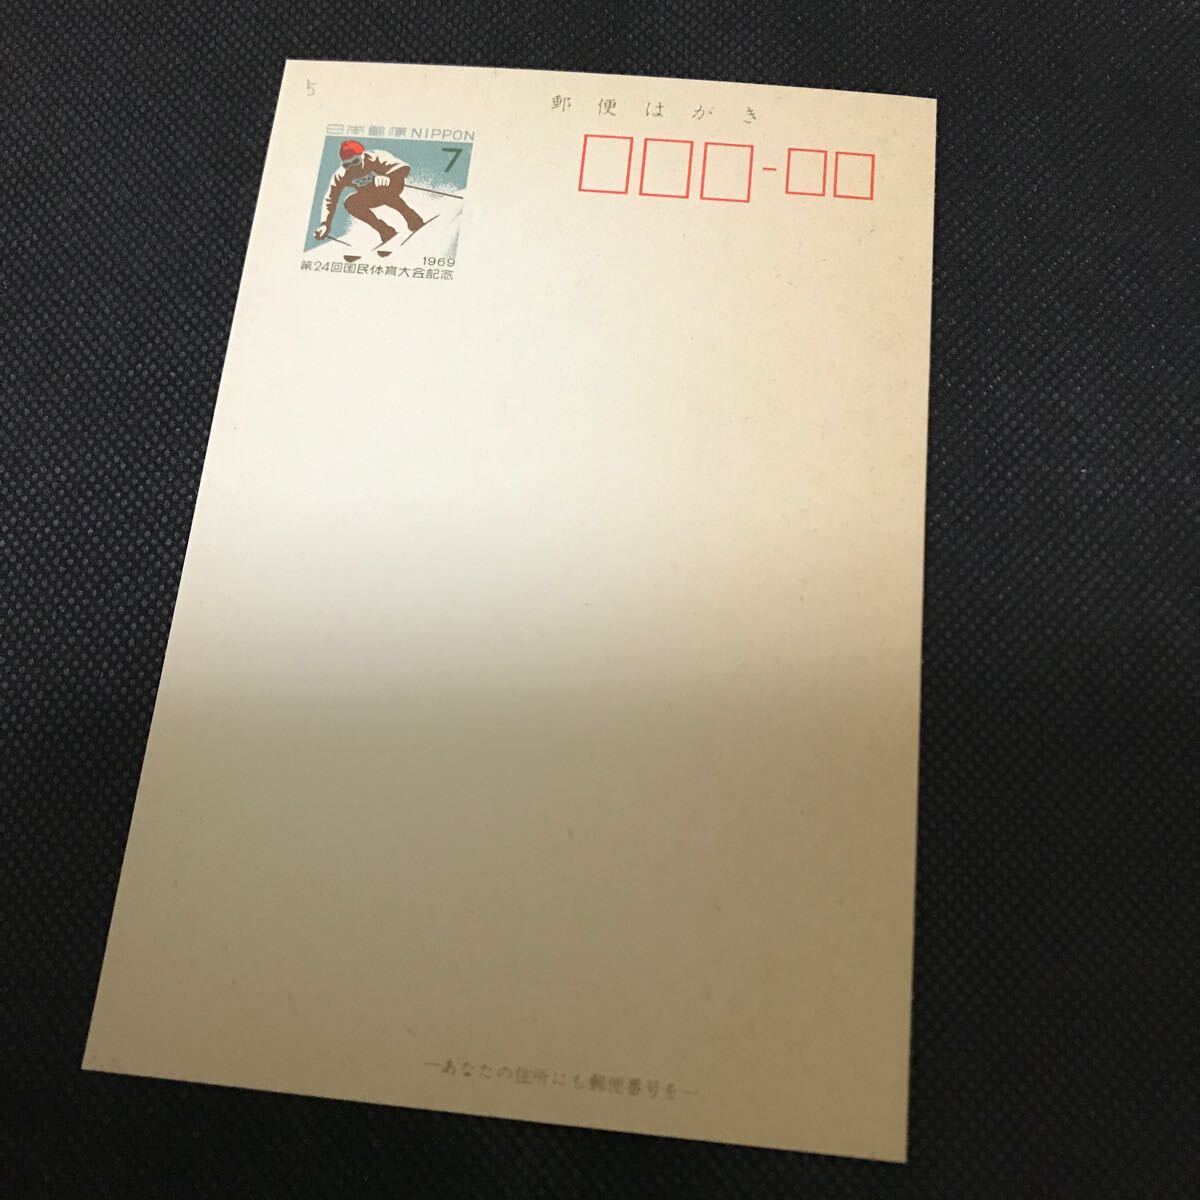 5
郵便はがき
日本郵便 NIPPON
7
1969
第24回国民体育大会記念
—あなたの住所にも郵便番号を—